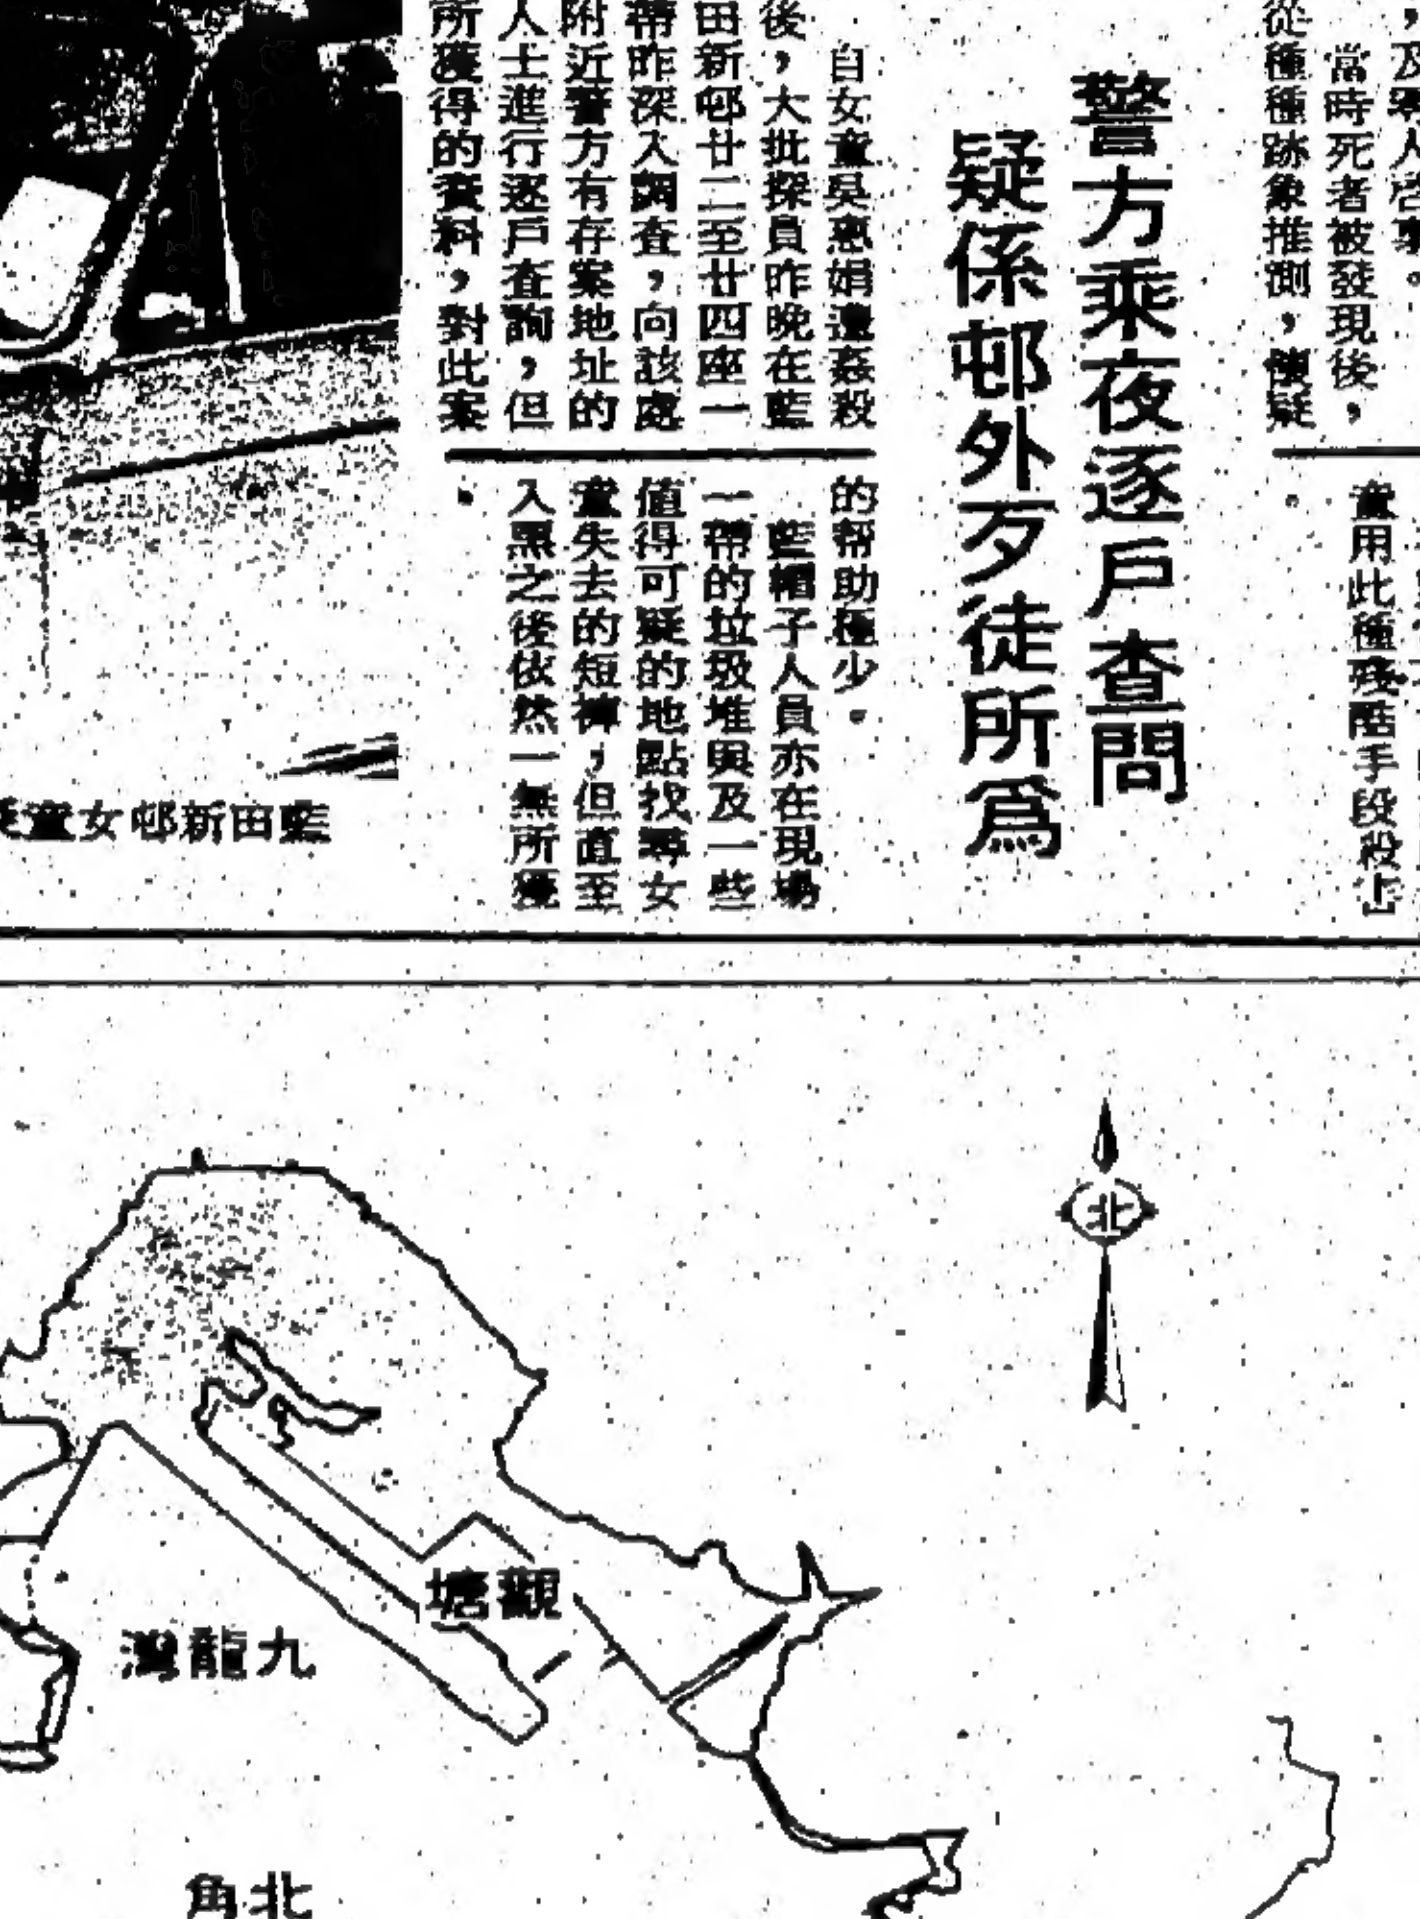 ，及尋人啓事。
當時死者被發現後，
從種種跡象推測，懷疑
童用此種殘酷手段殺上
。
警方乘夜逐戶查問
疑係邨外歹徒所爲
自女童吳惠娟遭姦殺
後，大批探員昨晚在藍
田新邨廿二至廿四座一
帶昨深入調查，向該處
附近警方有存案地址的
人士進行逐戶查詢，但
所獲得的資料，對此案
的幫助極少。
藍帽子人員亦在現場
一帶的垃圾堆與及一些
值得可疑的地點找尋女
童失去的短褲，但直至
入黑之後依然一無所獲
。
藍田新邨女童
北
觀塘
九龍灣
北角